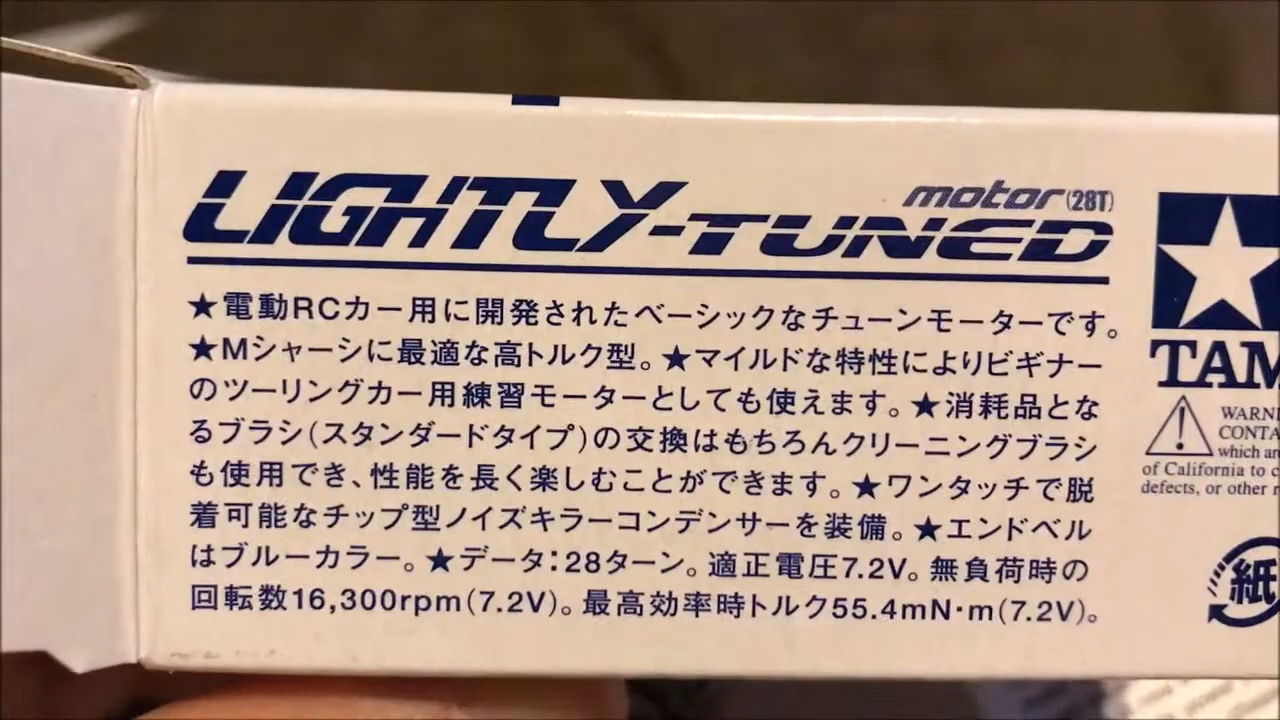 LIGHTLY-TUNED motor (28T)
★電動RCカー用に開発されたベーシックなチューンモーターです。
★Mシャーシに最適な高トルク型。★マイルドな特性によりビギナー
のツーリングカー用練習モーターとしても使えます。★消耗品とな
るブラシ(スタンダードタイプ)の交換はもちろんクリーニングブラシ
も使用でき、性能を長く楽しむことができます。★ワンタッチで脱
着可能なチップ型ノイズキラーコンデンサーを装備。★エンドベル
はブルーカラー。★データ:28ターン。適正電圧7.2V。無負荷時の
回転数16,300rpm(7.2V)。最高効率時トルク55.4mN・m(7.2V)。
TAM
WARN
CONTA
which
of California to
defects, or other
紙